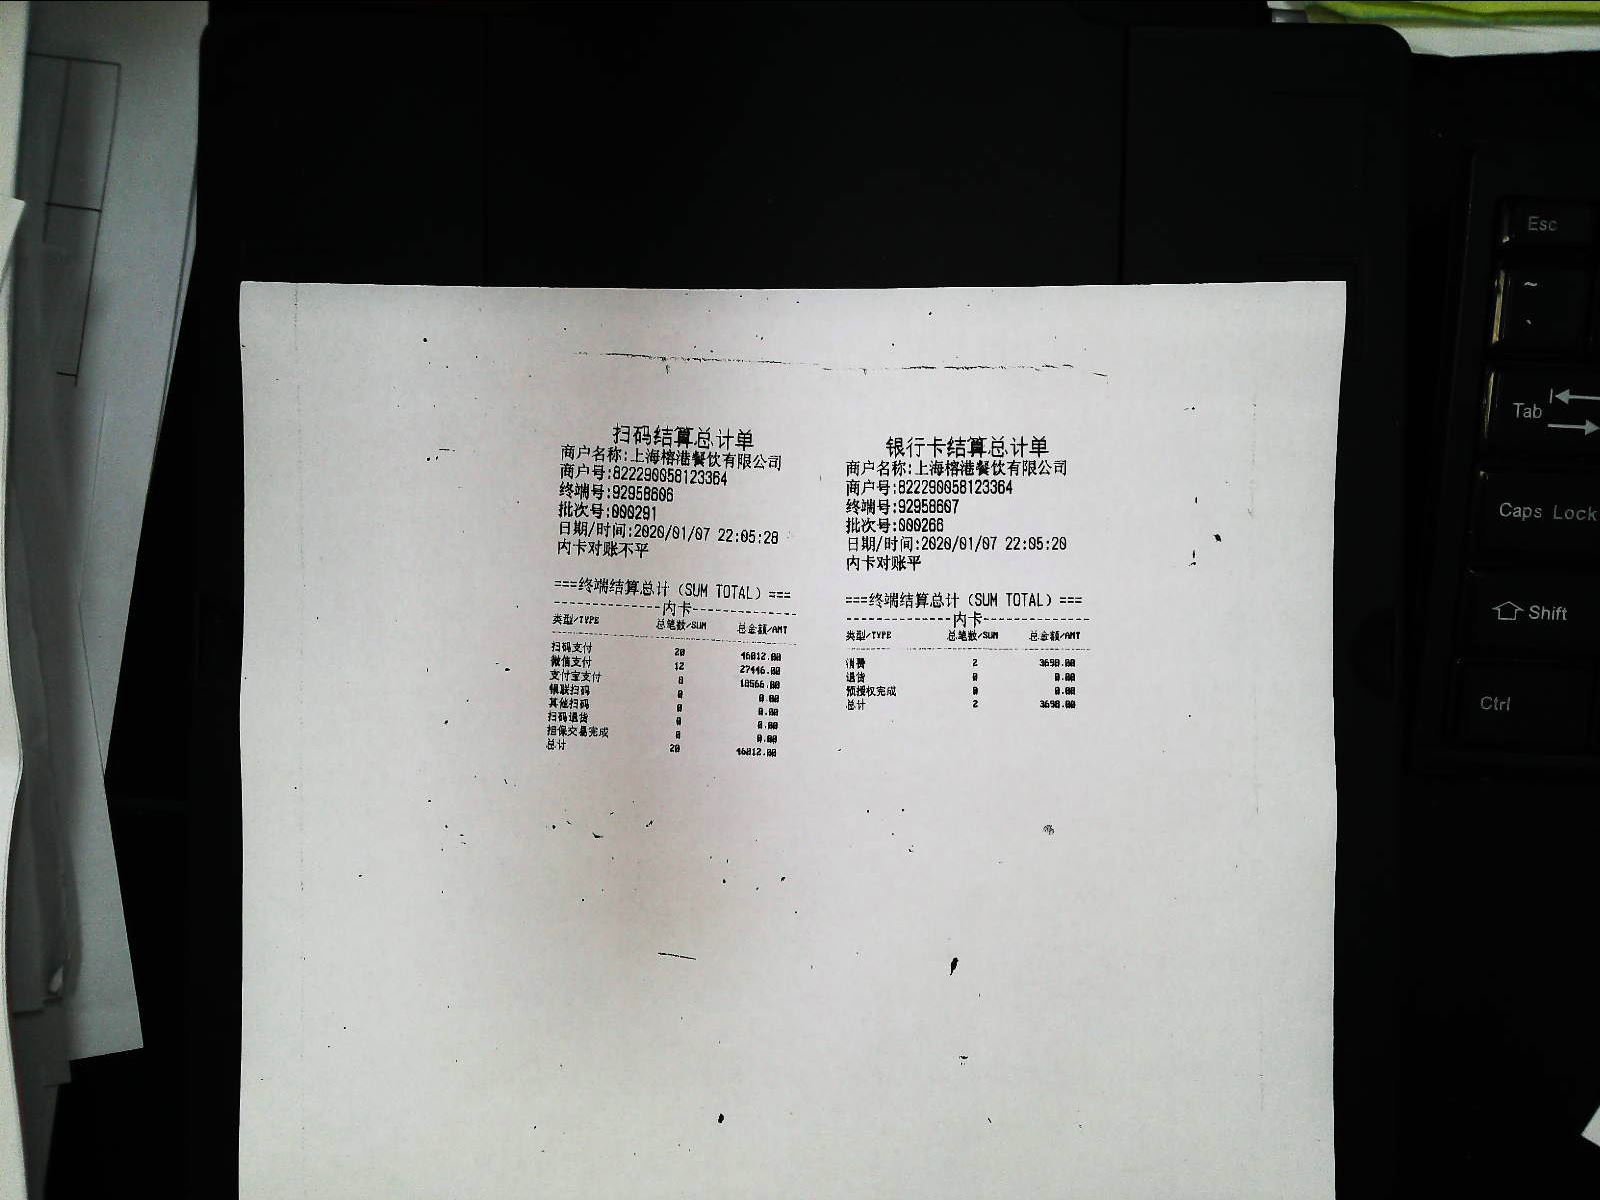 扫码结算总计单
商户名称:上海榕港餐饮有限公司
商户号:822290058123364
终端号:92958606
批次号:000291
日期/时间:2020/01/07 22:05:28
内卡对账不平
===终端结算总计（SUM TOTAL）===
内卡
类型/TYPE 总笔数/SUM 总金额/AMT
扫码支付 20 46012.00
微信支付 12 27446.00
支付宝支付 8 18566.00
银联扫码 0 0.00
其他扫码 0 0.00
扫码退货 0 0.00
担保交易完成 0 0.00
总计 20 46012.00
银行卡结算总计单
商户名称:上海榕港餐饮有限公司
商户号:822290058123364
终端号:92958607
批次号:000266
日期/时间:2020/01/07 22:05:20
内卡对账平
===终端结算总计（SUM TOTAL）===
内卡
类型/TYPE 总笔数/SUM 总金额/AMT
消费 2 3698.00
退货 0 0.00
预授权完成 0 0.00
总计 2 3698.00
Esc
~
Tab
Caps Lock
Shift
Ctrl